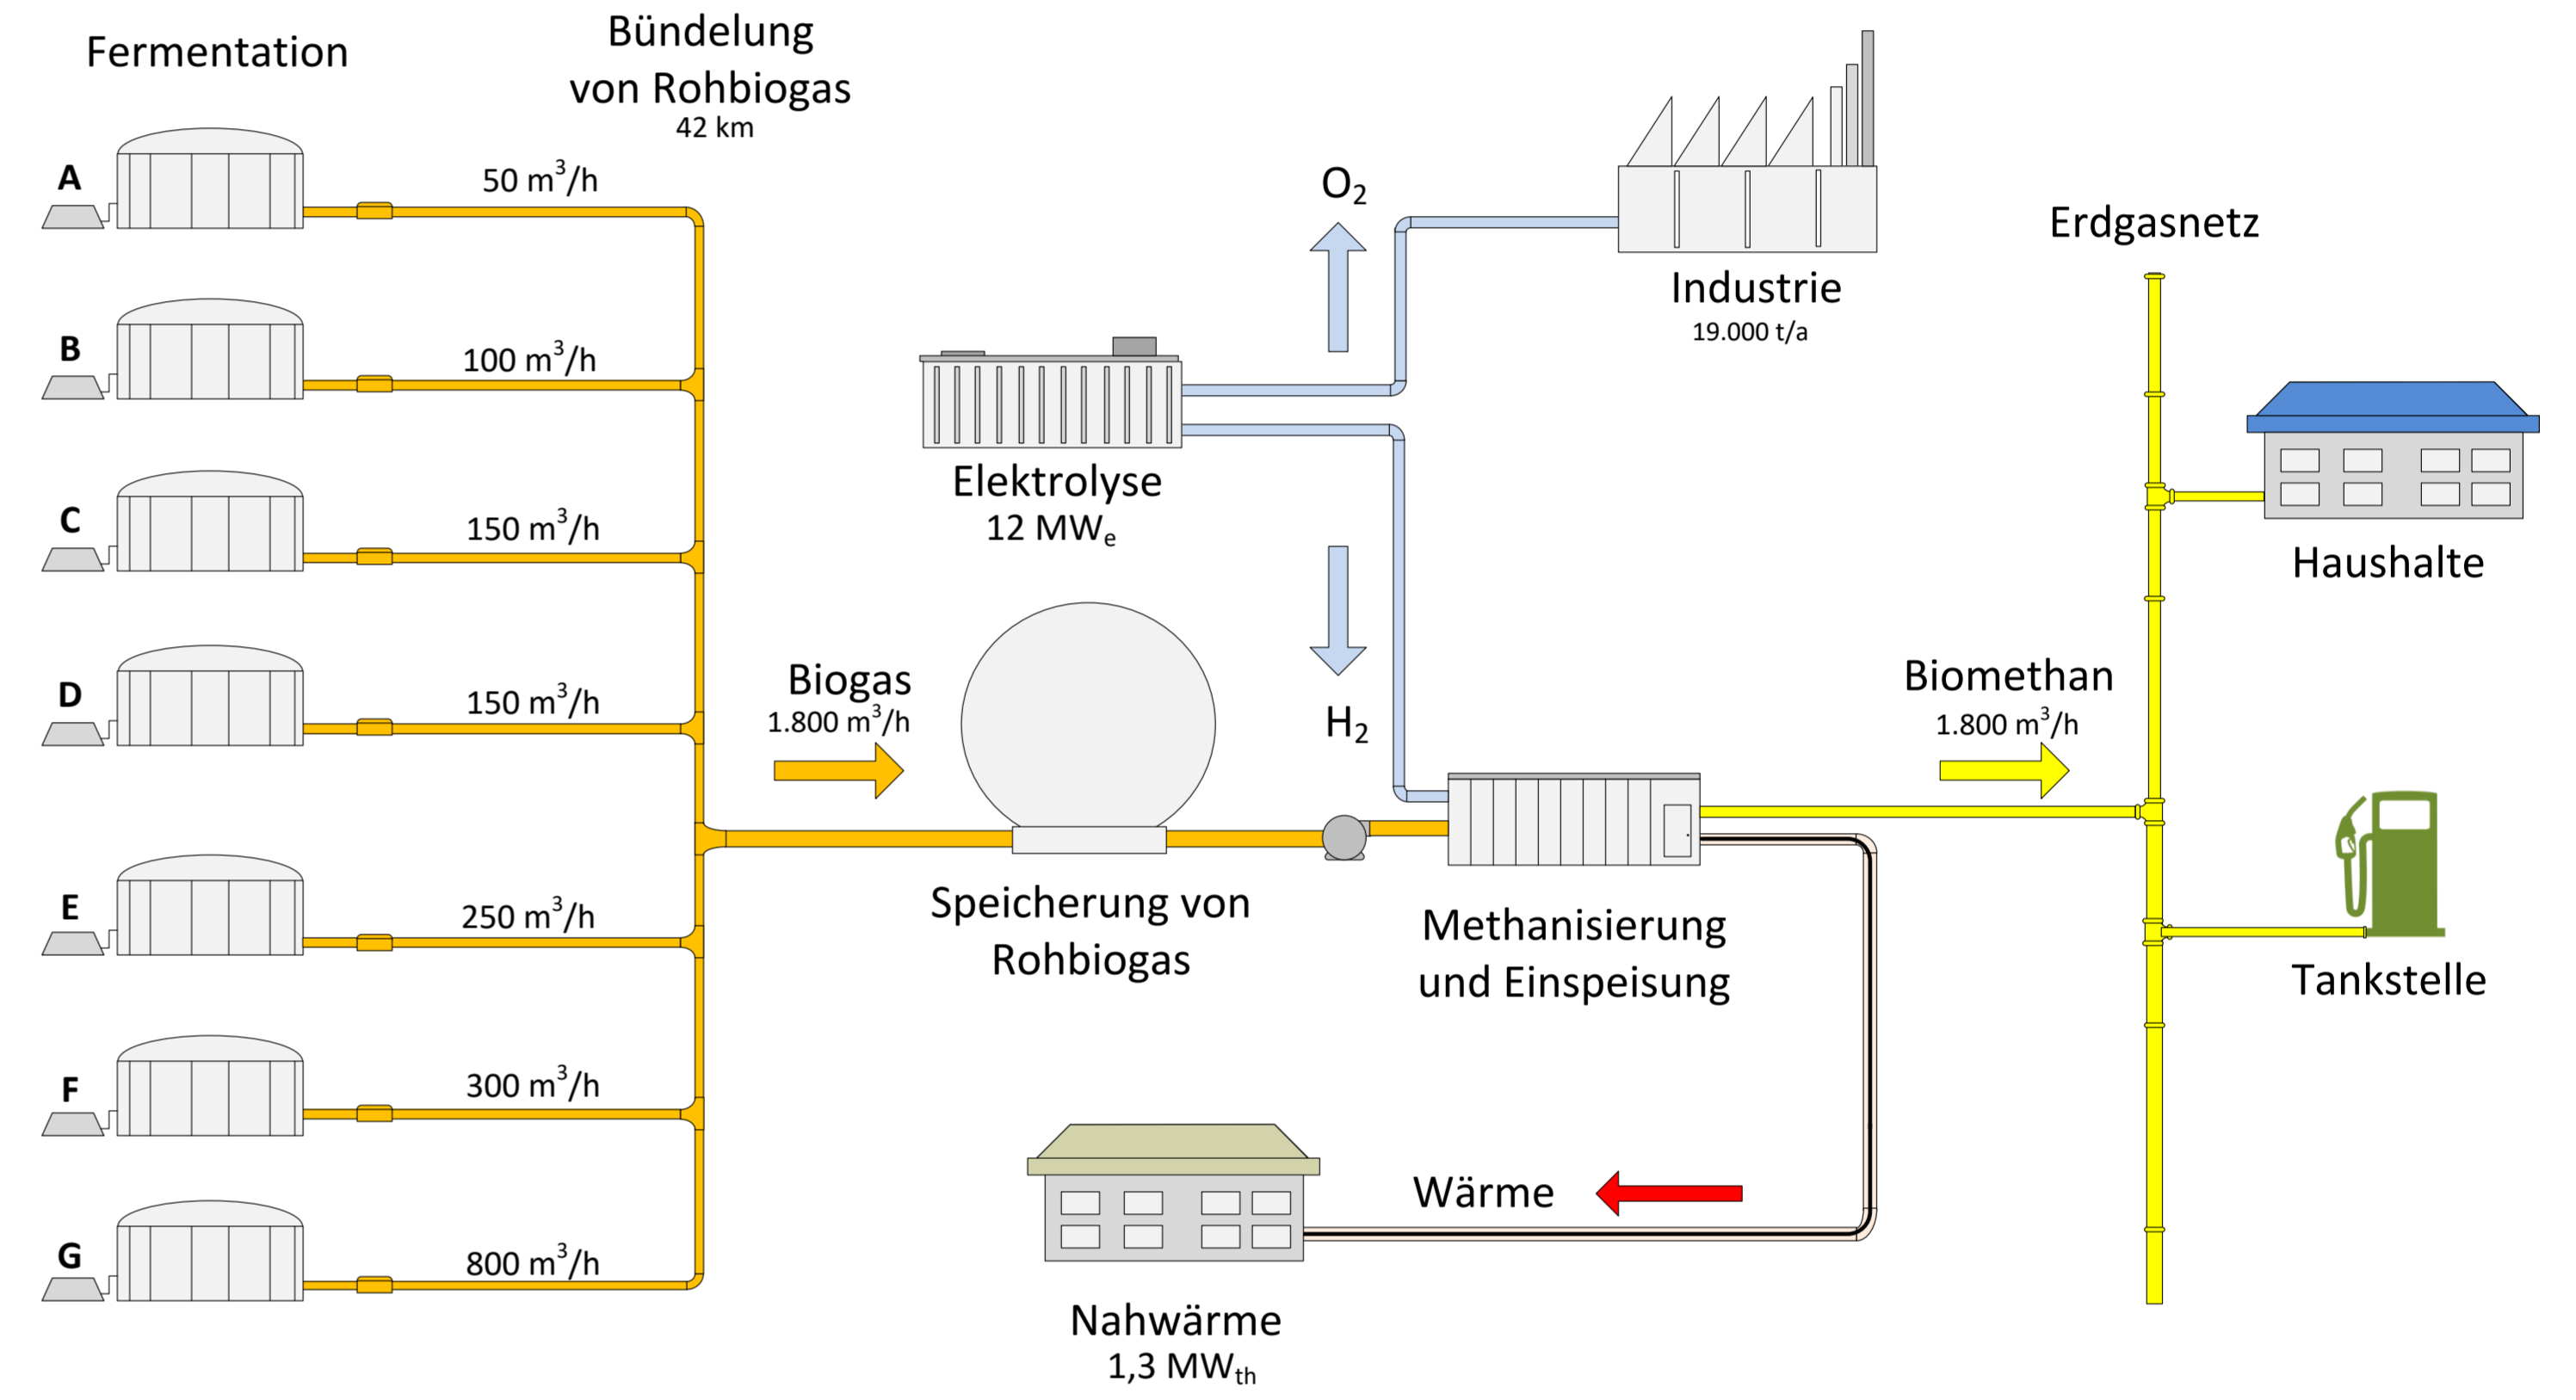 Fermentation
Bündelung
von Rohbiogas
42 km
A
50 m³/h
B
100 m³/h
C
150 m³/h
D
150 m³/h
E
250 m³/h
F
300 m³/h
G
800 m³/h
Biogas
1.800 m³/h
Elektrolyse
12 MWₑ
O₂
H₂
Industrie
19.000 t/a
Speicherung von
Rohbiogas
Methanisierung
und Einspeisung
Wärme
Nahwärme
1,3 MWₜₕ
Biomethan
1.800 m³/h
Erdgasnetz
Haushalte
Tankstelle